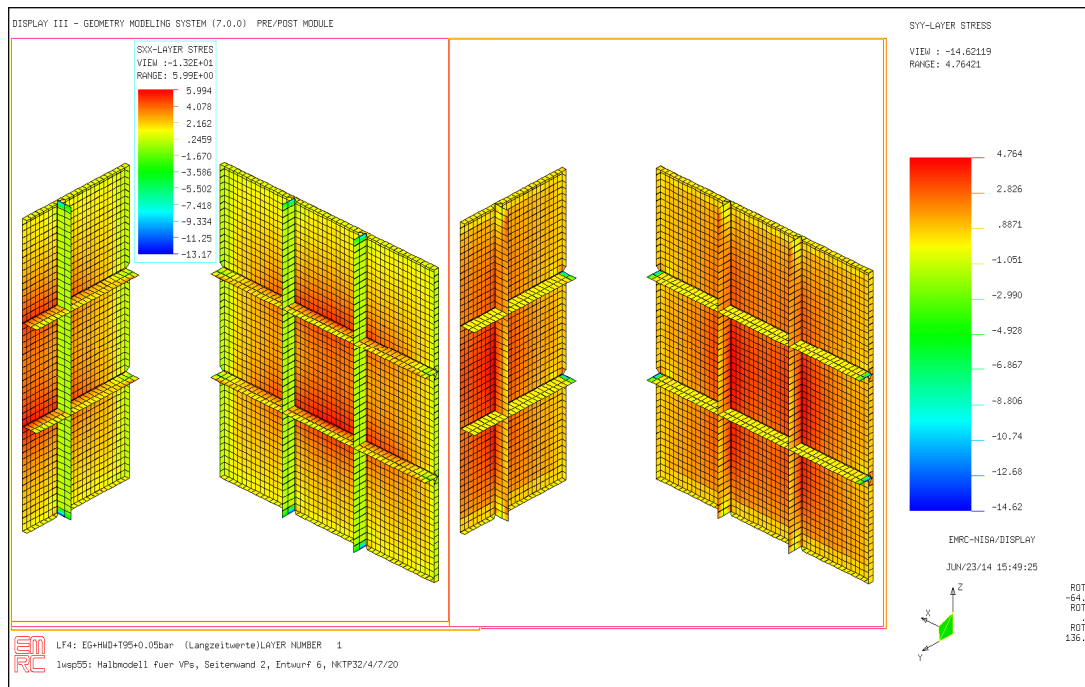 DISPLAY III - GEOMETRY MODELING SYSTEM (7.0.0) PRE/POST MODULE
SXX-LAYER STRES
VIEW :-1.32E+01
RANGE: 5.99E+00
5.994
4.078
2.162
.2459
-1.670
-3.586
-5.502
-7.418
-9.334
-11.25
-13.17
SYY-LAYER STRESS
VIEW : -14.62119
RANGE: 4.76421
4.764
2.826
.8871
-1.051
-2.990
-4.928
-6.867
-8.806
-10.74
-12.68
-14.62
EMRC-NISA/DISPLAY
JUN/23/14 15:49:25
Z
X
Y
ROT
-64.
ROT
.
ROT
136.
EMRC
LF4: EG+HWD+T95+0.05bar (Langzeitwerte)LAYER NUMBER 1
lwsp55: Halbmodell fuer VPs, Seitenwand 2, Entwurf 6, NKTP32/4/7/20